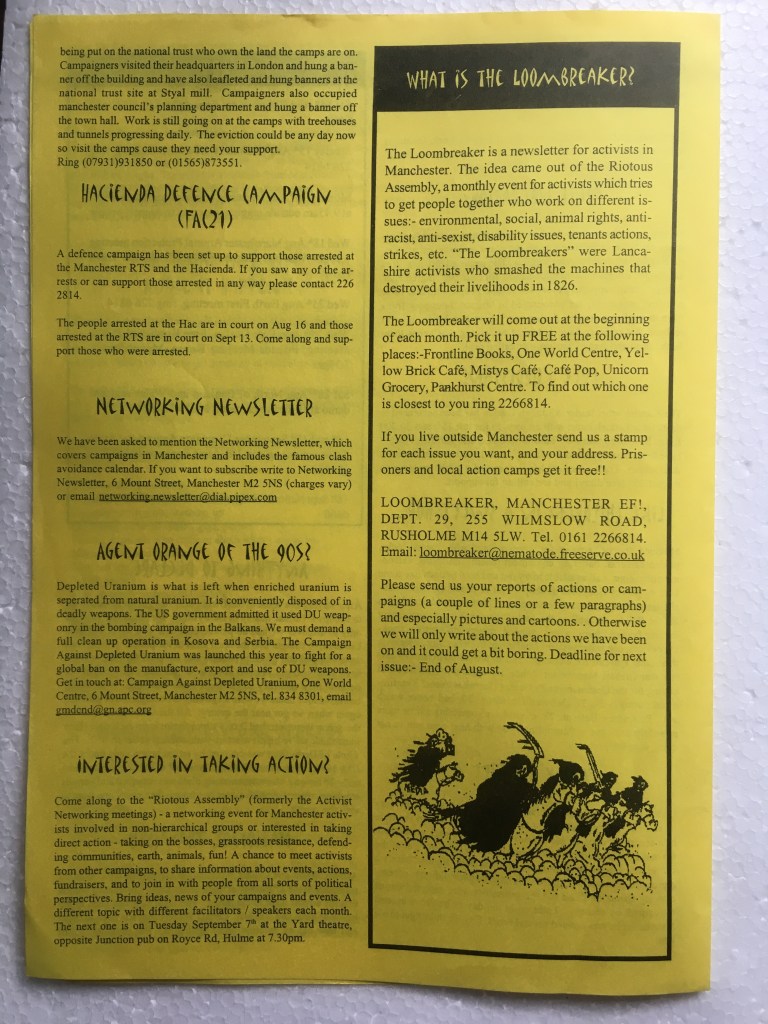 being put on the national trust who own the land the camps are on.
Campaigners visited their headquarters in London and hung a ban-
ner off the building and have also leafleted and hung banners at the
national trust site at Styal mill. Campaigners also occupied
manchester council's planning department and hung a banner off
the town hall. Work is still going on at the camps with treehouses
and tunnels progressing daily. The eviction could be any day now
so visit the camps cause they need your support.
Ring (07931)931850 or (01565)873551.
HACIENDA DEFENCE CAMPAIGN
(FAC21)
A defence campaign has been set up to support those arrested at
the Manchester RTS and the Hacienda. If you saw any of the ar-
rests or can support those arrested in any way please contact 226
2814.
The people arrested at the Hac are in court on Aug 16 and those
arrested at the RTS are in court on Sept 13. Come along and sup-
port those who were arrested.
NETWORKING NEWSLETTER
We have been asked to mention the Networking Newsletter, which
covers campaigns in Manchester and includes the famous clash
avoidance calendar. If you want to subscribe write to Networking
Newsletter, 6 Mount Street, Manchester M2 5NS (charges vary)
or email networking.newsletter@dial.pipex.com
AGENT ORANGE OF THE 90S?
Depleted Uranium is what is left when enriched uranium is
seperated from natural uranium. It is conveniently disposed of in
deadly weapons. The US government admitted it used DU weap-
onry in the bombing campaign in the Balkans. We must demand a
full clean up operation in Kosova and Serbia. The Campaign
Against Depleted Uranium was launched this year to fight for a
global ban on the manufacture, export and use of DU weapons.
Get in touch at: Campaign Against Depleted Uranium, One World
Centre, 6 Mount Street, Manchester M2 5NS, tel. 834 8301, email
gmdcnd@gn.apc.org
INTERESTED IN TAKING ACTION?
Come along to the “Riotous Assembly” (formerly the Activist
Networking meetings) - a networking event for Manchester activ-
ists involved in non-hierarchical groups or interested in taking
direct action - taking on the bosses, grassroots resistance, defend-
ing communities, earth, animals, fun! A chance to meet activists
from other campaigns, to share information about events, actions,
fundraisers, and to join in with people from all sorts of political
perspectives. Bring ideas, news of your campaigns and events. A
different topic with different facilitators / speakers each month.
The next one is on Tuesday September 7th at the Yard theatre,
opposite Junction pub on Royce Rd, Hulme at 7.30pm.
WHAT IS THE LOOMBREAKER?
The Loombreaker is a newsletter for activists in
Manchester. The idea came out of the Riotous
Assembly, a monthly event for activists which tries
to get people together who work on different is-
sues:- environmental, social, animal rights, anti-
racist, anti-sexist, disability issues, tenants actions,
strikes, etc. “The Loombreakers” were Lanca-
shire activists who smashed the machines that
destroyed their livelihoods in 1826.
The Loombreaker will come out at the beginning
of each month. Pick it up FREE at the following
places:-Frontline Books, One World Centre, Yel-
low Brick Café, Mistys Café, Café Pop, Unicorn
Grocery, Pankhurst Centre. To find out which one
is closest to you ring 2266814.
If you live outside Manchester send us a stamp
for each issue you want, and your address. Pris-
oners and local action camps get it free!!
LOOMBREAKER, MANCHESTER EF!,
DEPT. 29, 255 WILMSLOW ROAD,
RUSHOLME M14 5LW. Tel. 0161 2266814.
Email: loombreaker@nematode.freeserve.co.uk
Please send us your reports of actions or cam-
paigns (a couple of lines or a few paragraphs)
and especially pictures and cartoons. . Otherwise
we will only write about the actions we have been
on and it could get a bit boring. Deadline for next
issue:- End of August.